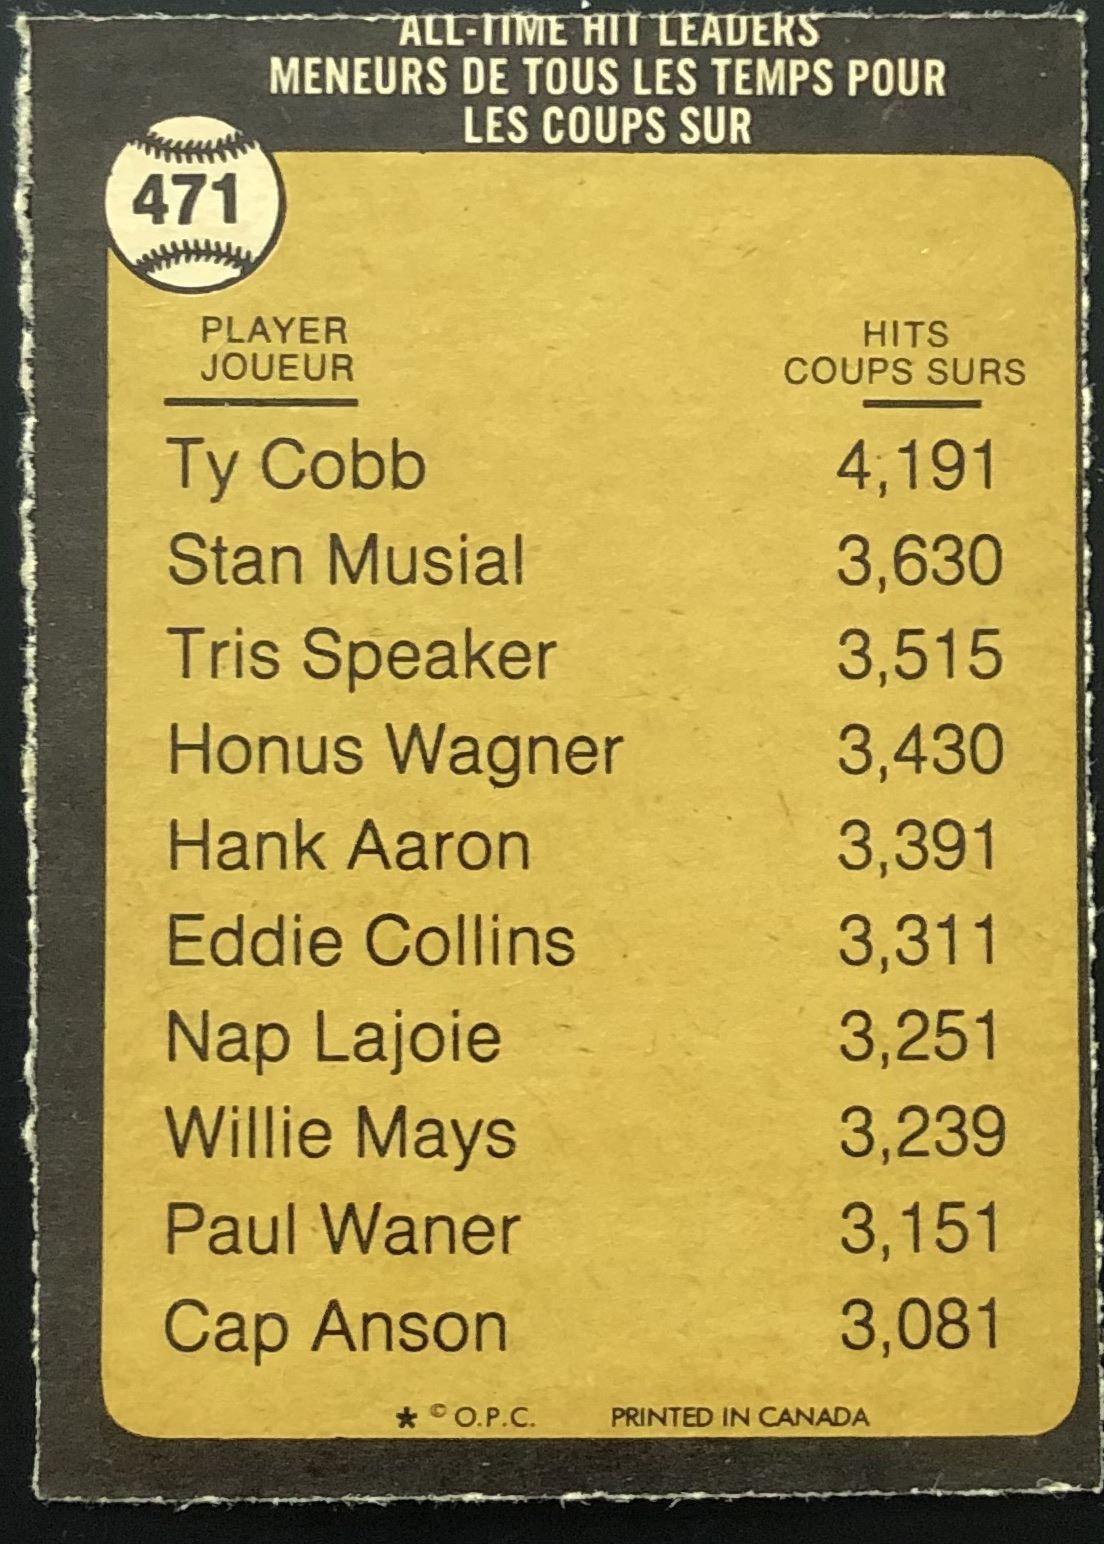 ALL-TIME HIT LEADERS
MENEURS DE TOUS LES TEMPS POUR
LES COUPS SUR
471
PLAYER HITS
JOUEUR COUPS SURS
Ty Cobb 4,191
Stan Musial 3,630
Tris Speaker 3,515
Honus Wagner 3,430
Hank Aaron 3,391
Eddie Collins 3,311
Nap Lajoie 3,251
Willie Mays 3,239
Paul Waner 3,151
Cap Anson 3,081
* © O.P.C. PRINTED IN CANADA